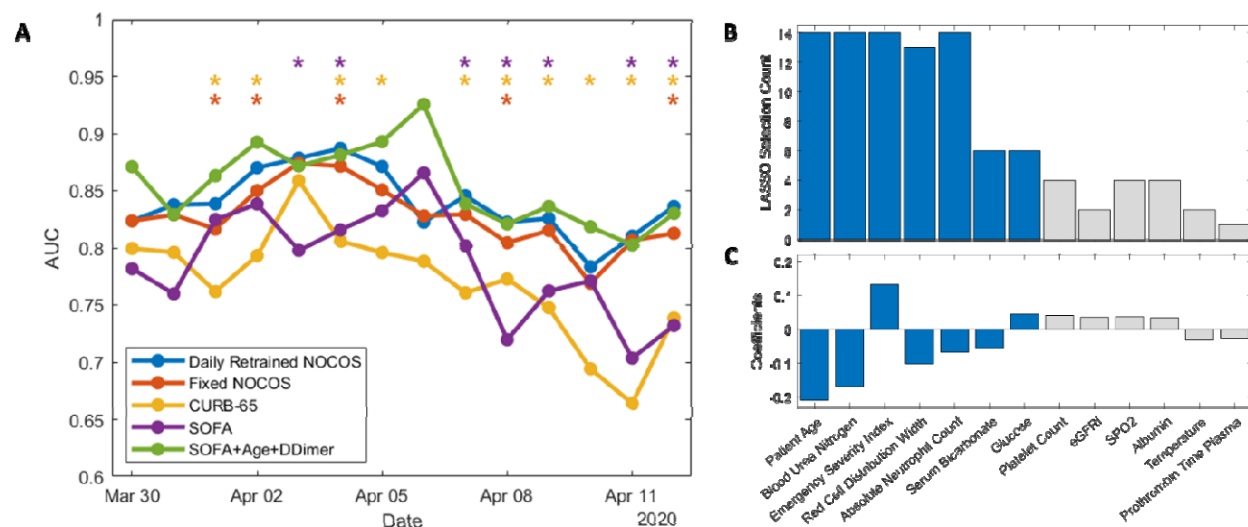 A
1
0.95
0.9
0.85
0.8
0.75
0.7
0.65
0.6
AUC
* * * * * * * *
* * * * * * * * * *
* * * * *
Daily Retrained NOCOS
Fixed NOCOS
CURB-65
SOFA
SOFA+Age+DDimer
Mar 30
Apr 02
Apr 05
Apr 08
Apr 11
Date
2020
B
14
12
10
8
6
4
2
0
LASSO Selection Count
C
0.2
0.1
0
-0.1
-0.2
Coefficients
Patient Age
Blood Urea Nitrogen
Emergency Severity Index
Red Cell Distribution Width
Absolute Neutrophil Count
Serum Bicarbonate
Glucose
Platelet Count
eGFRI
SPO2
Albumin
Temperature
Prothrombin Time Plasma